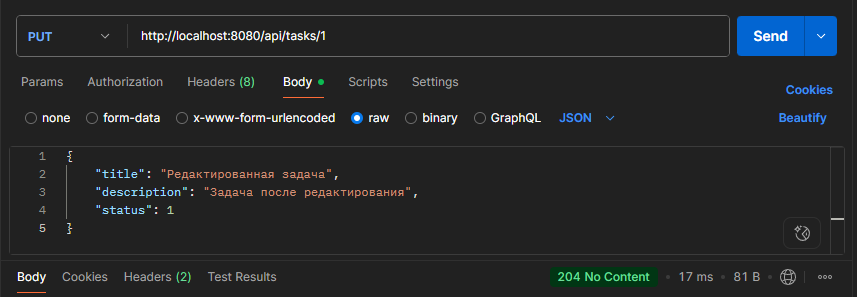 PUT http://localhost:8080/api/tasks/1 Send
Params Authorization Headers (8) Body Scripts Settings Cookies
none form-data x-www-form-urlencoded raw binary GraphQL JSON Beautify
1 {
2 "title": "Редактированная задача",
3 "description": "Задача после редактирования",
4 "status": 1
5 }
Body Cookies Headers (2) Test Results 204 No Content • 17 ms • 81 B